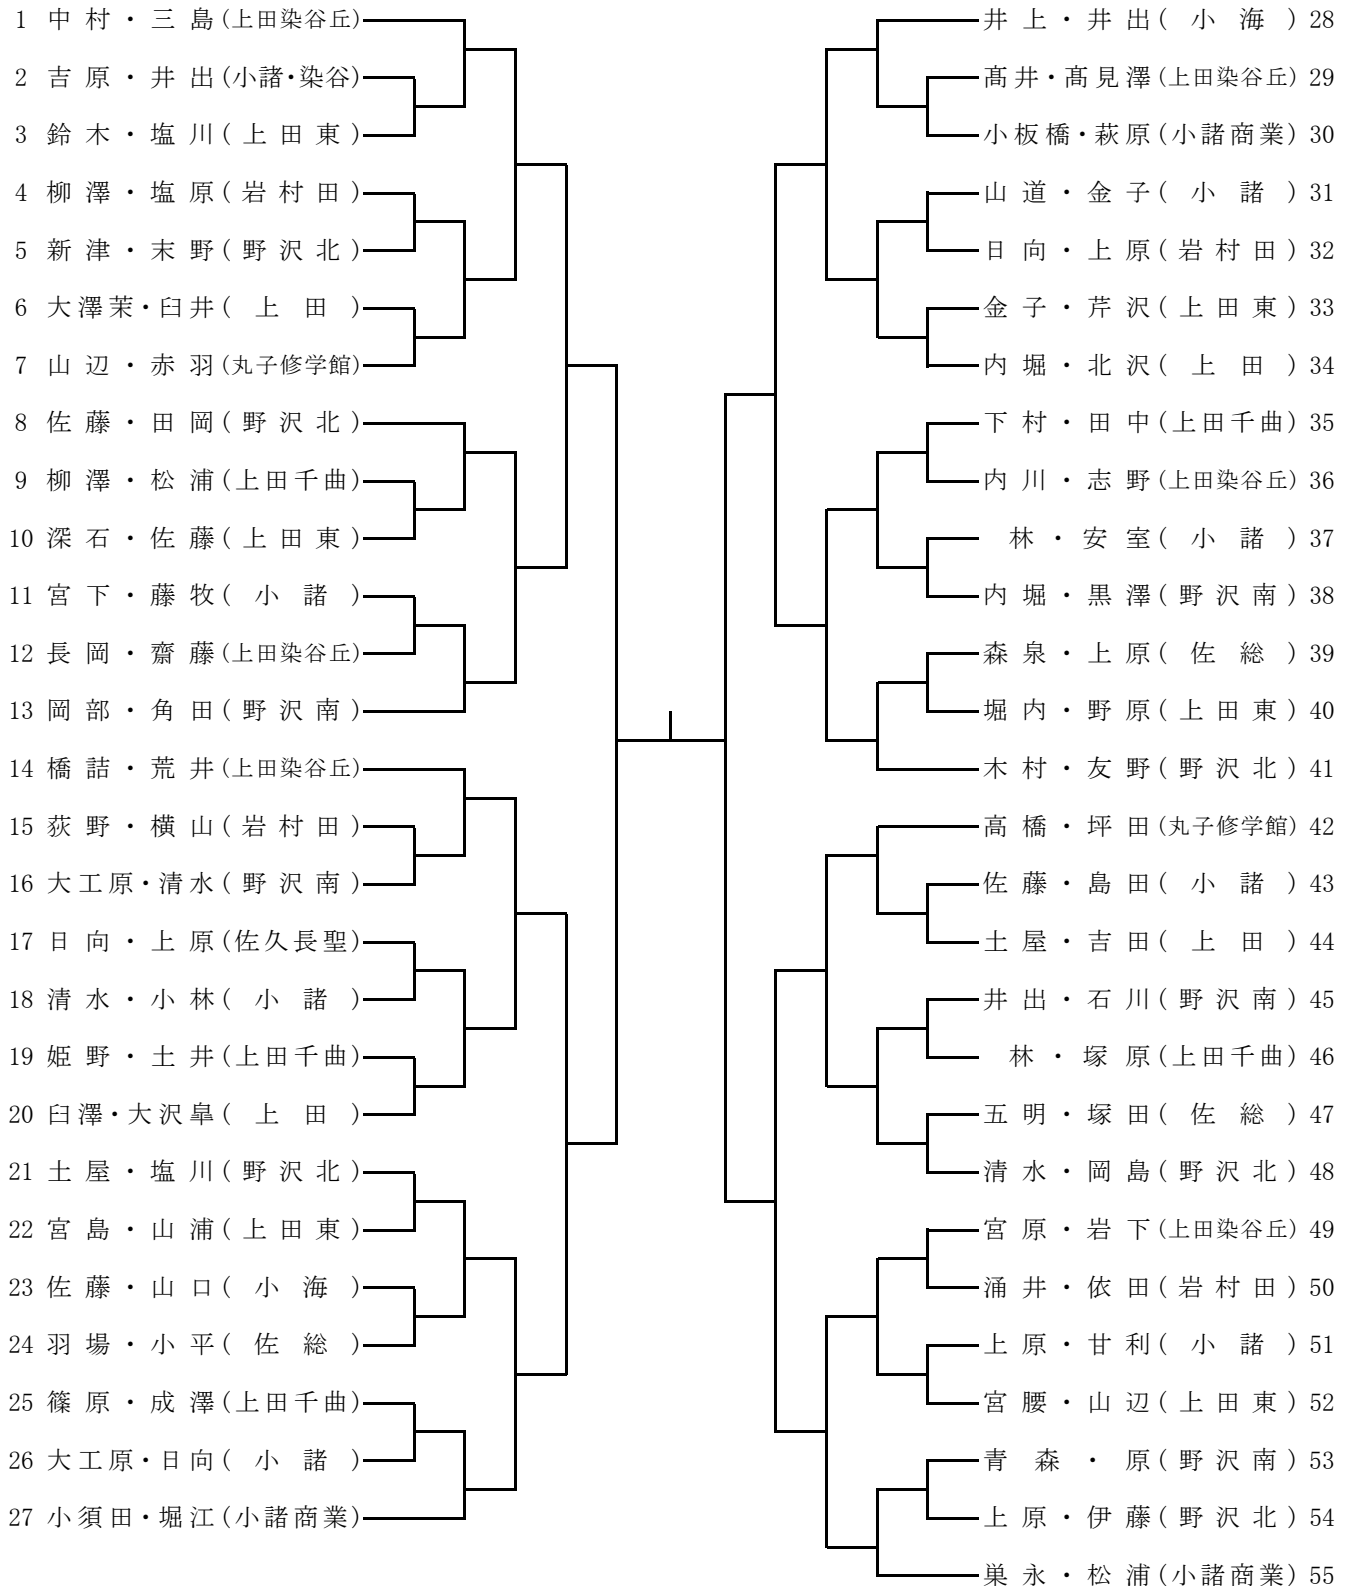 1 中村・三島(上田染谷丘)
2 吉原・井出(小諸・染谷)
3 鈴木・塩川(上田東)
4 柳澤・塩原(岩村田)
5 新津・末野(野沢北)
6 大澤茉・臼井(上田)
7 山辺・赤羽(丸子修学館)
8 佐藤・田岡(野沢北)
9 柳澤・松浦(上田千曲)
10 深石・佐藤(上田東)
11 宮下・藤牧(小諸)
12 長岡・齋藤(上田染谷丘)
13 岡部・角田(野沢南)
14 橋詰・荒井(上田染谷丘)
15 荻野・横山(岩村田)
16 大工原・清水(野沢南)
17 日向・上原(佐久長聖)
18 清水・小林(小諸)
19 姫野・土井(上田千曲)
20 臼澤・大沢皐(上田)
21 土屋・塩川(野沢北)
22 宮島・山浦(上田東)
23 佐藤・山口(小海)
24 羽場・小平(佐総)
25 篠原・成澤(上田千曲)
26 大工原・日向(小諸)
27 小須田・堀江(小諸商業)
井上・井出(小海) 28
髙井・髙見澤(上田染谷丘) 29
小板橋・萩原(小諸商業) 30
山道・金子(小諸) 31
日向・上原(岩村田) 32
金子・芹沢(上田東) 33
内堀・北沢(上田) 34
下村・田中(上田千曲) 35
内川・志野(上田染谷丘) 36
林・安室(小諸) 37
内堀・黒澤(野沢南) 38
森泉・上原(佐総) 39
堀内・野原(上田東) 40
木村・友野(野沢北) 41
高橋・坪田(丸子修学館) 42
佐藤・島田(小諸) 43
土屋・吉田(上田) 44
井出・石川(野沢南) 45
林・塚原(上田千曲) 46
五明・塚田(佐総) 47
清水・岡島(野沢北) 48
宮原・岩下(上田染谷丘) 49
涌井・依田(岩村田) 50
上原・甘利(小諸) 51
宮腰・山辺(上田東) 52
青森・原(野沢南) 53
上原・伊藤(野沢北) 54
巣永・松浦(小諸商業) 55